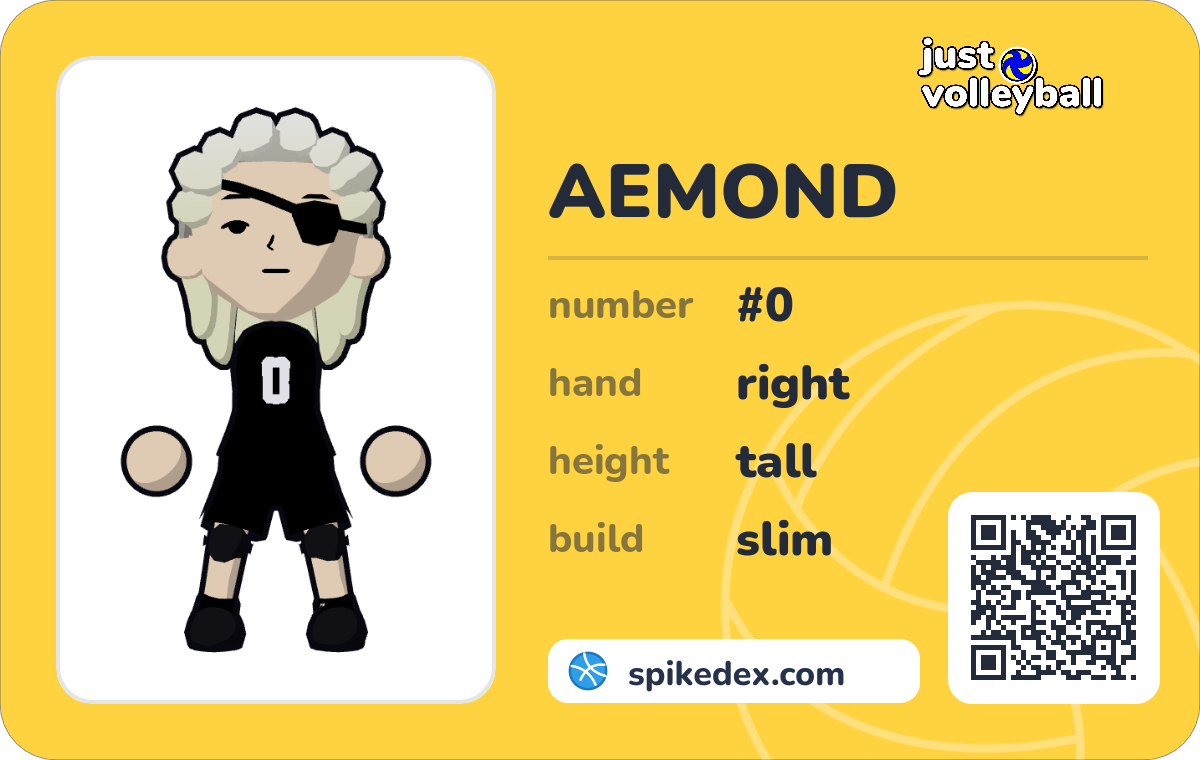 just
volleyball
AEMOND
number #0
hand right
height tall
build slim
0
spikedex.com